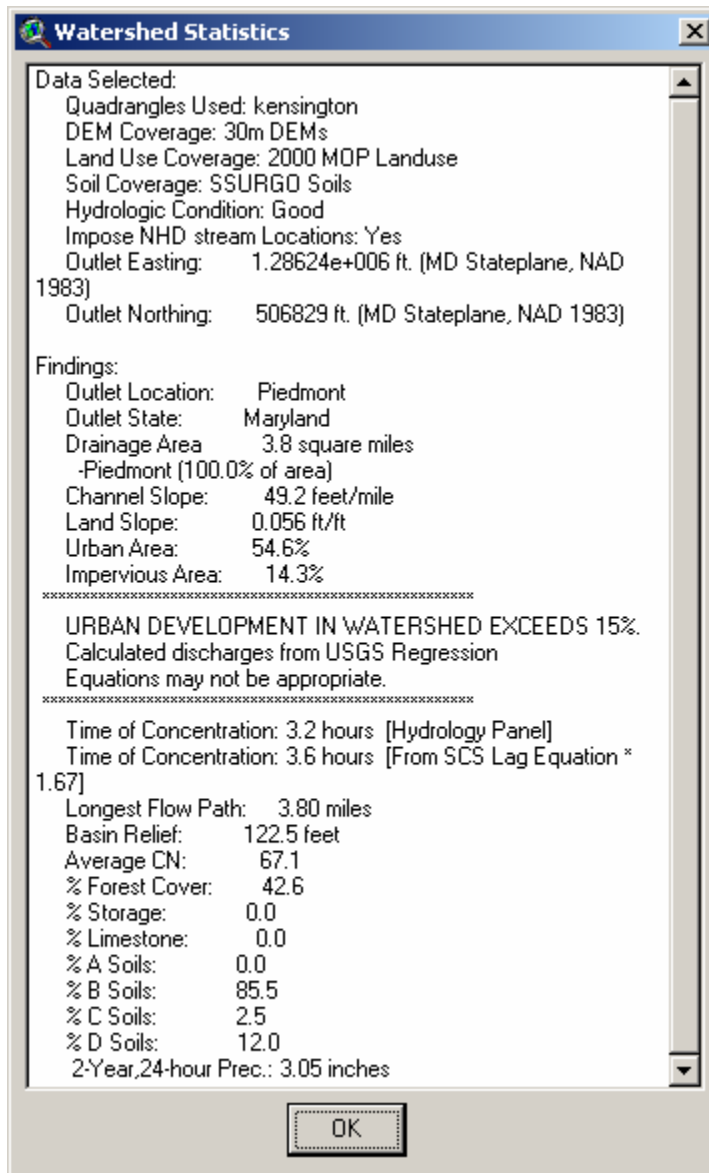 Watershed Statistics
Data Selected:
Quadrangles Used: kensington
DEM Coverage: 30m DEMs
Land Use Coverage: 2000 MOP Landuse
Soil Coverage: SSURGO Soils
Hydrologic Condition: Good
Impose NHD stream Locations: Yes
Outlet Easting: 1.28624e+006 ft. (MD Stateplane, NAD
1983)
Outlet Northing: 506829 ft. (MD Stateplane, NAD 1983)
Findings:
Outlet Location: Piedmont
Outlet State: Maryland
Drainage Area 3.8 square miles
-Piedmont (100.0% of area)
Channel Slope: 49.2 feet/mile
Land Slope: 0.056 ft/ft
Urban Area: 54.6%
Impervious Area: 14.3%
******************************************************
URBAN DEVELOPMENT IN WATERSHED EXCEEDS 15%.
Calculated discharges from USGS Regression
Equations may not be appropriate.
******************************************************
Time of Concentration: 3.2 hours [Hydrology Panel]
Time of Concentration: 3.6 hours [From SCS Lag Equation *
1.67]
Longest Flow Path: 3.80 miles
Basin Relief: 122.5 feet
Average CN: 67.1
% Forest Cover: 42.6
% Storage: 0.0
% Limestone: 0.0
% A Soils: 0.0
% B Soils: 85.5
% C Soils: 2.5
% D Soils: 12.0
2-Year,24-hour Prec.: 3.05 inches
OK